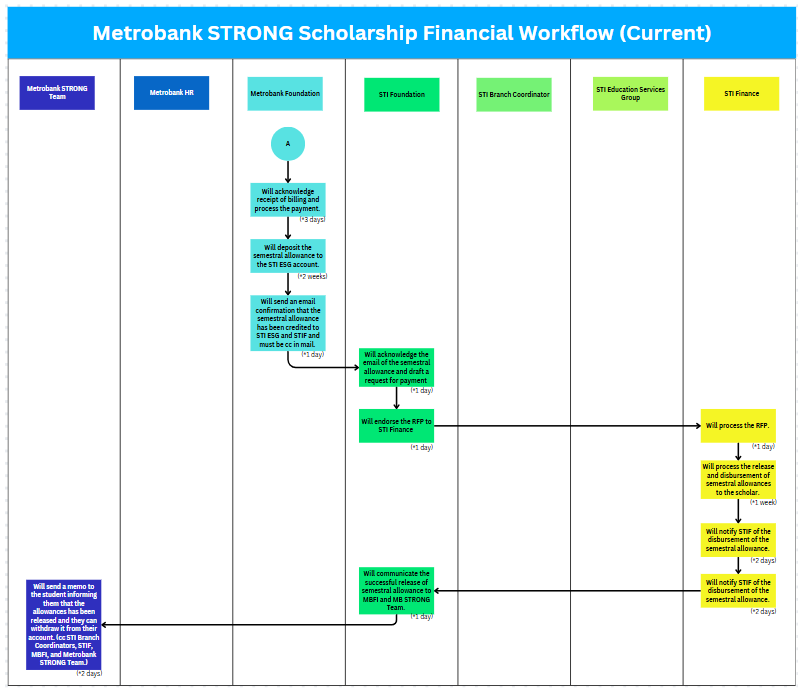 Metrobank STRONG Scholarship Financial Workflow (Current)
Metrobank STRONG
Team
Metrobank HR
Metrobank Foundation
STI Foundation
STI Branch Coordinator
STI Education Services
Group
STI Finance
A
Will acknowledge
receipt of billing and
process the payment.
(*3 days)
Will deposit the
semestral allowance to
the STI ESG account.
(*2 weeks)
Will send an email
confirmation that the
semestral allowance
has been credited to
STI ESG and STIF and
must be cc in mail.
(*1 day)
Will acknowledge the
email of the semestral
allowance and draft a
request for payment
(*1 day)
Will endorse the RFP to
STI Finance
(*1 day)
Will process the RFP.
(*1 day)
Will process the release
and disbursement of
semestral allowances
to the scholar.
(*1 week)
Will notify STIF of the
disbursement of the
semestral allowance.
(*2 days)
Will notify STIF of the
disbursement of the
semestral allowance.
(*2 days)
Will communicate the
successful release of
semestral allowance to
MBFI and MB STRONG
Team.
(*1 day)
Will send a memo to
the student informing
them that the
allowances has been
released and they can
withdraw it from their
account. (cc STI Branch
Coordinators, STIF,
MBFI, and Metrobank
STRONG Team.)
(*2 days)